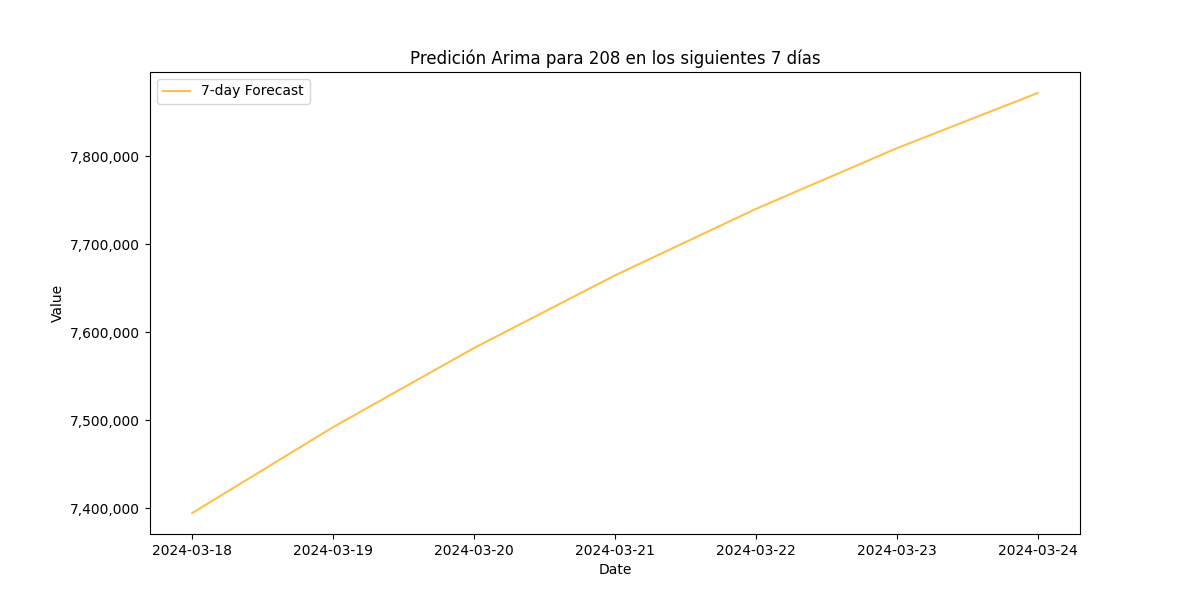 Predición Arima para 208 en los siguientes 7 días
7-day Forecast
Value
7,800,000
7,700,000
7,600,000
7,500,000
7,400,000
2024-03-18 2024-03-19 2024-03-20 2024-03-21 2024-03-22 2024-03-23 2024-03-24
Date